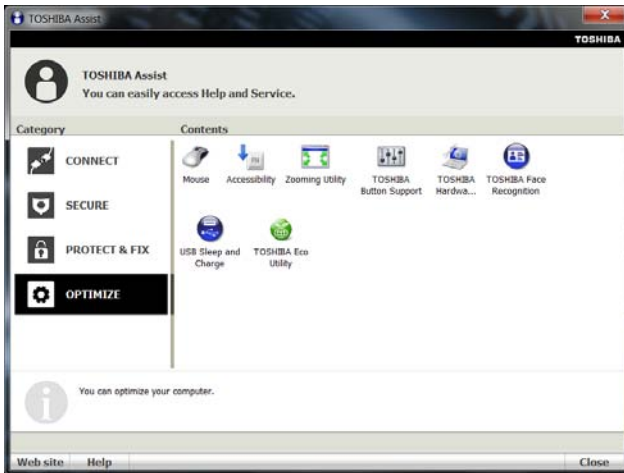 TOSHIBA Assist
TOSHIBA
TOSHIBA Assist
You can easily access Help and Service.
Category
Contents
CONNECT
SECURE
PROTECT & FIX
OPTIMIZE
Mouse
Accessibility
Zooming Utility
TOSHIBA
Button Support
TOSHIBA
Hardwa...
TOSHIBA Face
Recognition
USB Sleep and
Charge
TOSHIBA Eco
Utility
You can optimize your computer.
Web site
Help
Close